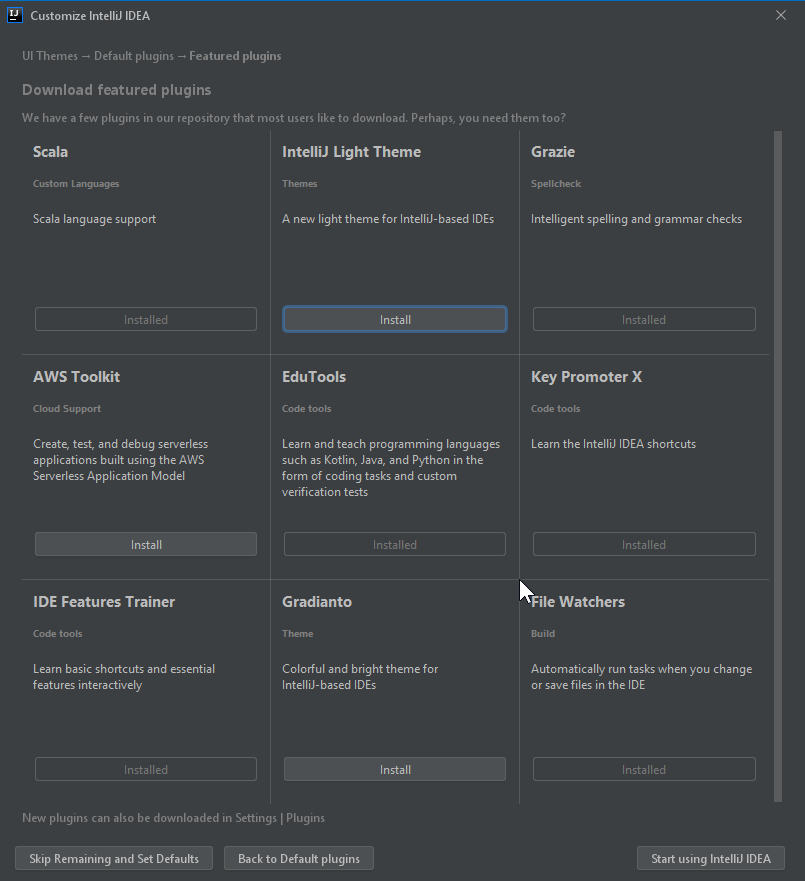 IJ
Customize IntelliJ IDEA
UI Themes → Default plugins → Featured plugins
Download featured plugins
We have a few plugins in our repository that most users like to download. Perhaps, you need them too?
Scala
Custom Languages
Scala language support
Installed
IntelliJ Light Theme
Themes
A new light theme for IntelliJ-based IDEs
Install
Grazie
Spellcheck
Intelligent spelling and grammar checks
Installed
AWS Toolkit
Cloud Support
Create, test, and debug serverless
applications built using the AWS
Serverless Application Model
Install
EduTools
Code tools
Learn and teach programming languages
such as Kotlin, Java, and Python in the
form of coding tasks and custom
verification tests
Installed
Key Promoter X
Code tools
Learn the IntelliJ IDEA shortcuts
Installed
IDE Features Trainer
Code tools
Learn basic shortcuts and essential
features interactively
Installed
Gradianto
Theme
Colorful and bright theme for
IntelliJ-based IDEs
Install
File Watchers
Build
Automatically run tasks when you change
or save files in the IDE
Installed
New plugins can also be downloaded in Settings | Plugins
Skip Remaining and Set Defaults
Back to Default plugins
Start using IntelliJ IDEA